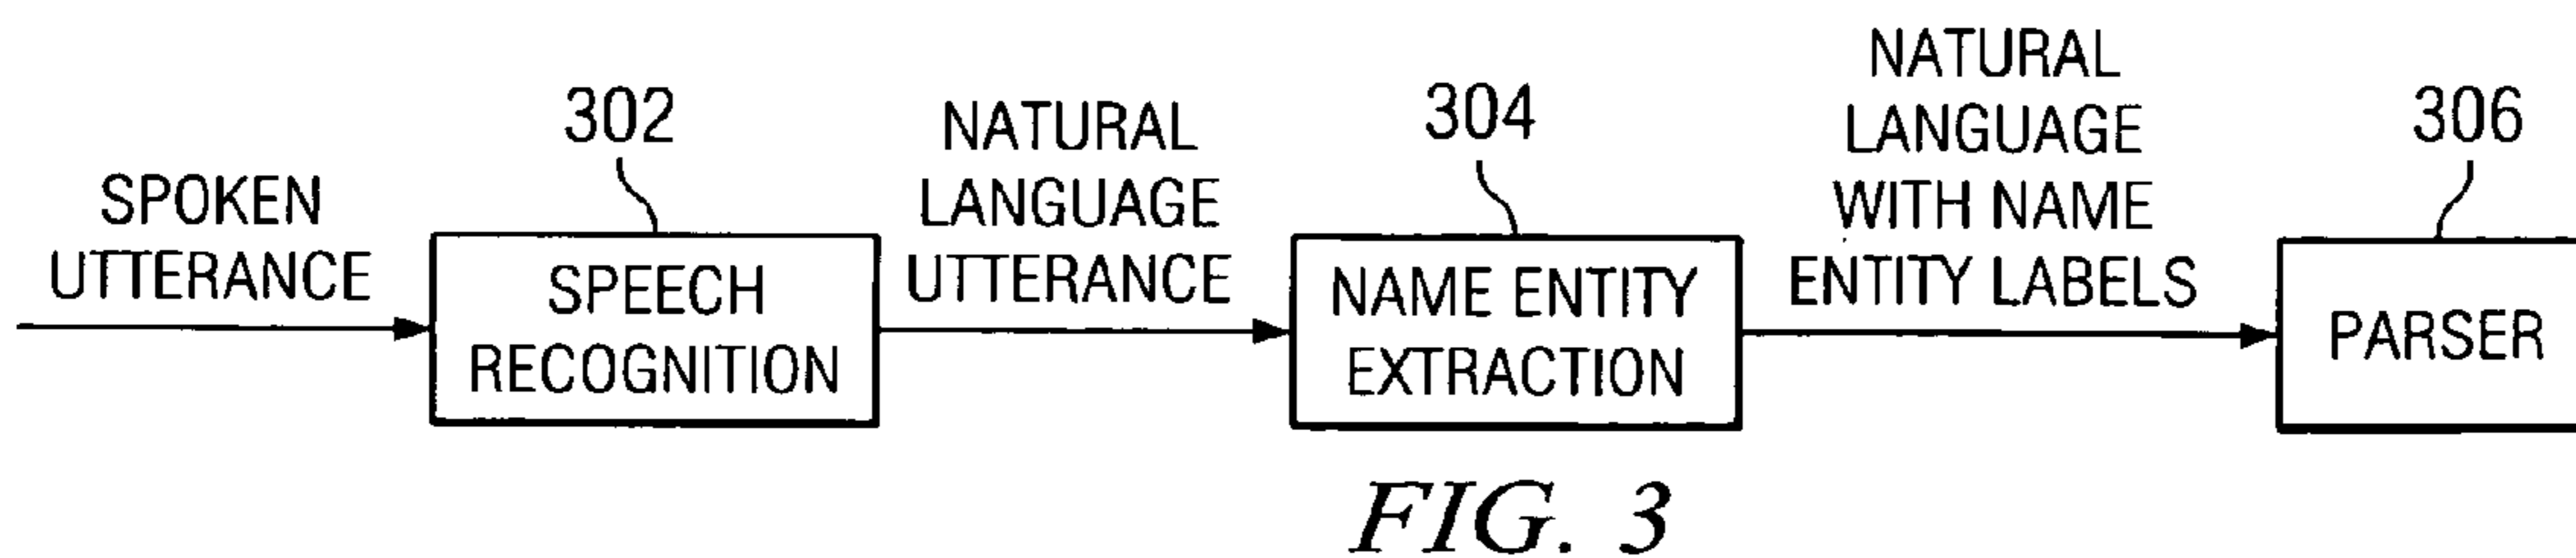 SPOKEN
UTTERANCE
302
SPEECH
RECOGNITION
NATURAL
LANGUAGE
UTTERANCE
304
NAME ENTITY
EXTRACTION
NATURAL
LANGUAGE
WITH NAME
ENTITY LABELS
306
PARSER
FIG. 3